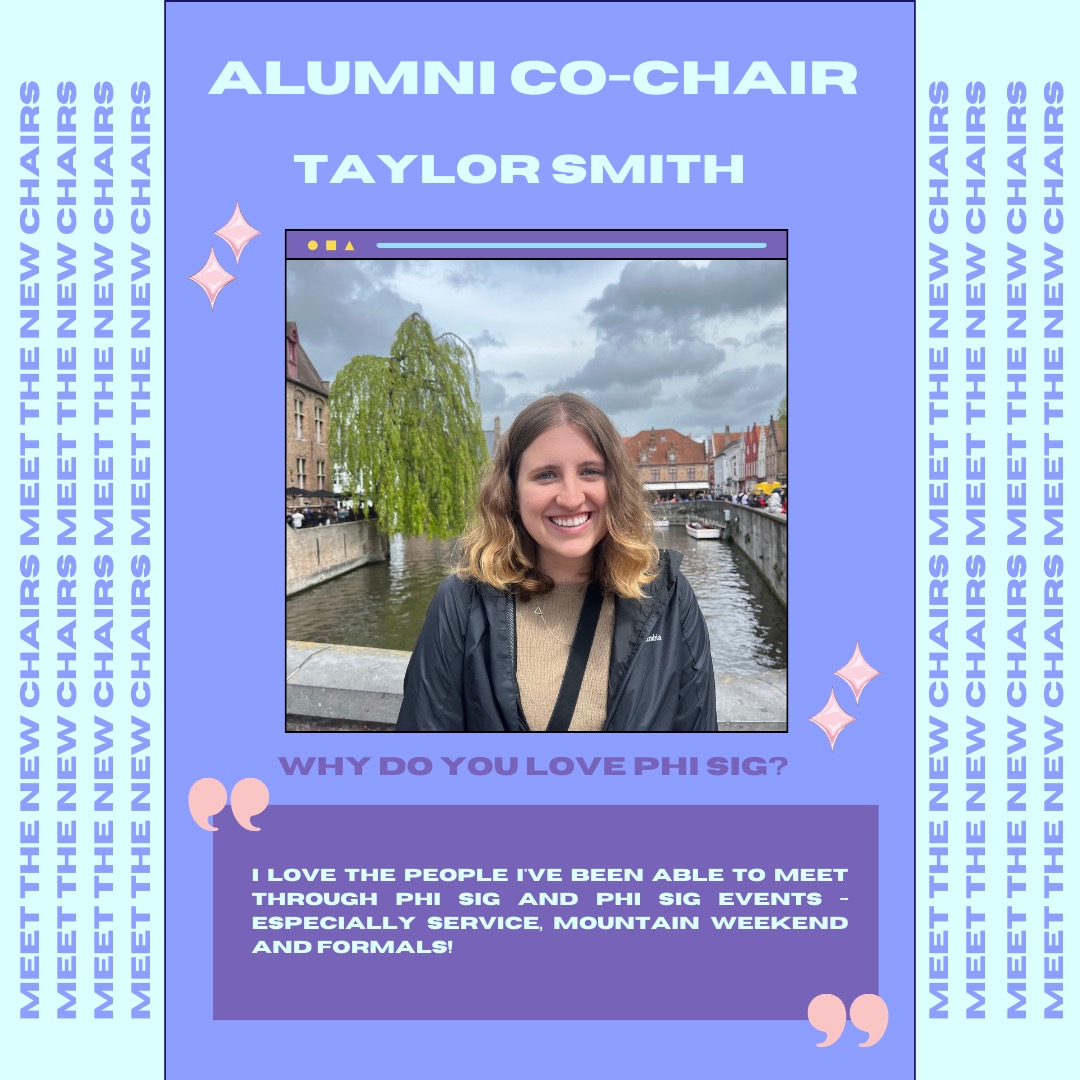 ALUMNI CO-CHAIR
TAYLOR SMITH
WHY DO YOU LOVE PHI SIG?
I LOVE THE PEOPLE I'VE BEEN ABLE TO MEET
THROUGH PHI SIG AND PHI SIG EVENTS -
ESPECIALLY SERVICE, MOUNTAIN WEEKEND
AND FORMALS!
MEET THE NEW CHAIRS MEET THE NEW CHAIRS
MEET THE NEW CHAIRS MEET THE NEW CHAIRS
MEET THE NEW CHAIRS MEET THE NEW CHAIRS
MEET THE NEW CHAIRS MEET THE NEW CHAIRS
MEET THE NEW CHAIRS MEET THE NEW CHAIRS
MEET THE NEW CHAIRS MEET THE NEW CHAIRS
MEET THE NEW CHAIRS MEET THE NEW CHAIRS
MEET THE NEW CHAIRS MEET THE NEW CHAIRS